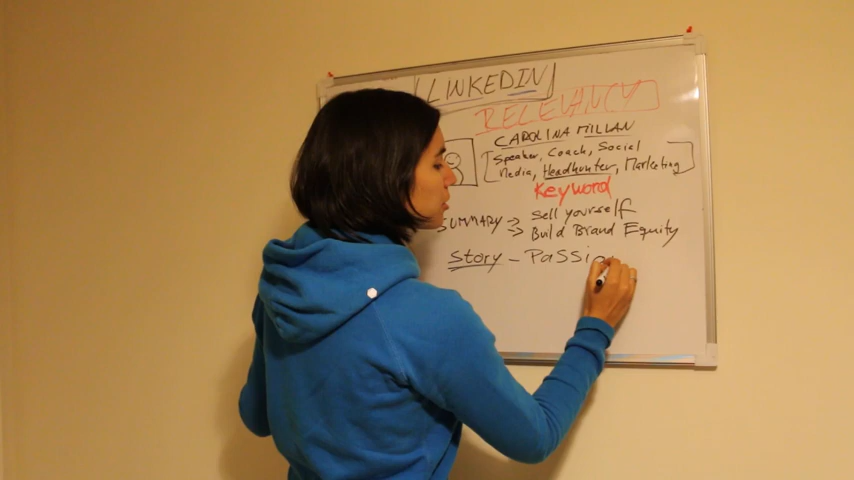 LINKEDIN
RELEVANCY
CAROLINA MILLAN
Speaker, Coach, Social
Media, Headhunter, Marketing
Keyword
SUMMARY → Sell yourself
→ Build Brand Equity
Story - Passio